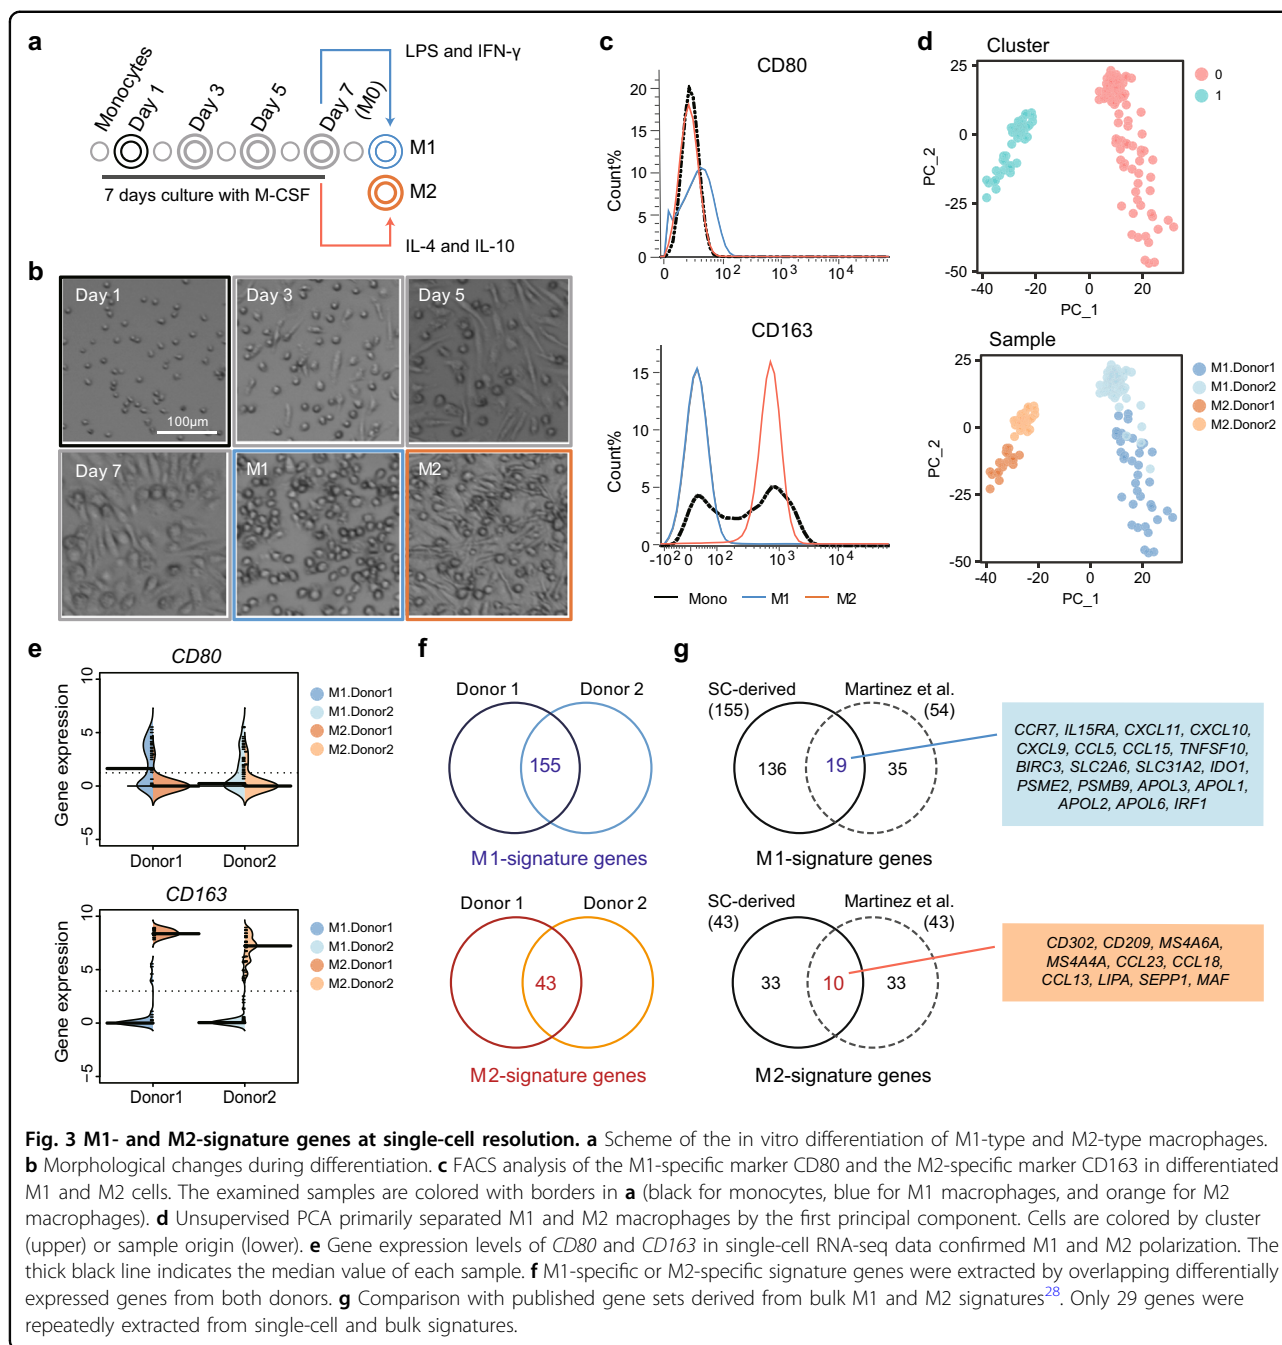 a
Monocytes
Day 1
Day 3
Day 5
Day 7
(M0)
LPS and IFN-γ
M1
M2
7 days culture with M-CSF
IL-4 and IL-10
b
Day 1
100μm
Day 3
Day 5
Day 7
M1
M2
c
CD80
Count%
20
15
10
5
0
0
10²
10³
10⁴
CD163
Count%
15
10
5
0
-10²
0
10²
10³
10⁴
Mono
M1
M2
d
Cluster
PC_2
25
0
-25
-50
-40
-20
0
20
PC_1
0
1
Sample
PC_2
25
0
-25
-50
-40
-20
0
20
PC_1
M1.Donor1
M1.Donor2
M2.Donor1
M2.Donor2
e
CD80
Gene expression
10
5
0
-5
Donor1
Donor2
M1.Donor1
M1.Donor2
M2.Donor1
M2.Donor2
CD163
Gene expression
10
5
0
-5
Donor1
Donor2
M1.Donor1
M1.Donor2
M2.Donor1
M2.Donor2
f
Donor 1
Donor 2
155
M1-signature genes
Donor 1
Donor 2
43
M2-signature genes
g
SC-derived
(155)
Martinez et al.
(54)
136
19
35
M1-signature genes
CCR7, IL15RA, CXCL11, CXCL10,
CXCL9, CCL5, CCL15, TNFSF10,
BIRC3, SLC2A6, SLC31A2, IDO1,
PSME2, PSMB9, APOL3, APOL1,
APOL2, APOL6, IRF1
SC-derived
(43)
Martinez et al.
(43)
33
10
33
M2-signature genes
CD302, CD209, MS4A6A,
MS4A4A, CCL23, CCL18,
CCL13, LIPA, SEPP1, MAF
Fig. 3 M1- and M2-signature genes at single-cell resolution. a Scheme of the in vitro differentiation of M1-type and M2-type macrophages.
b Morphological changes during differentiation. c FACS analysis of the M1-specific marker CD80 and the M2-specific marker CD163 in differentiated
M1 and M2 cells. The examined samples are colored with borders in a (black for monocytes, blue for M1 macrophages, and orange for M2
macrophages). d Unsupervised PCA primarily separated M1 and M2 macrophages by the first principal component. Cells are colored by cluster
(upper) or sample origin (lower). e Gene expression levels of CD80 and CD163 in single-cell RNA-seq data confirmed M1 and M2 polarization. The
thick black line indicates the median value of each sample. f M1-specific or M2-specific signature genes were extracted by overlapping differentially
expressed genes from both donors. g Comparison with published gene sets derived from bulk M1 and M2 signatures²⁸. Only 29 genes were
repeatedly extracted from single-cell and bulk signatures.